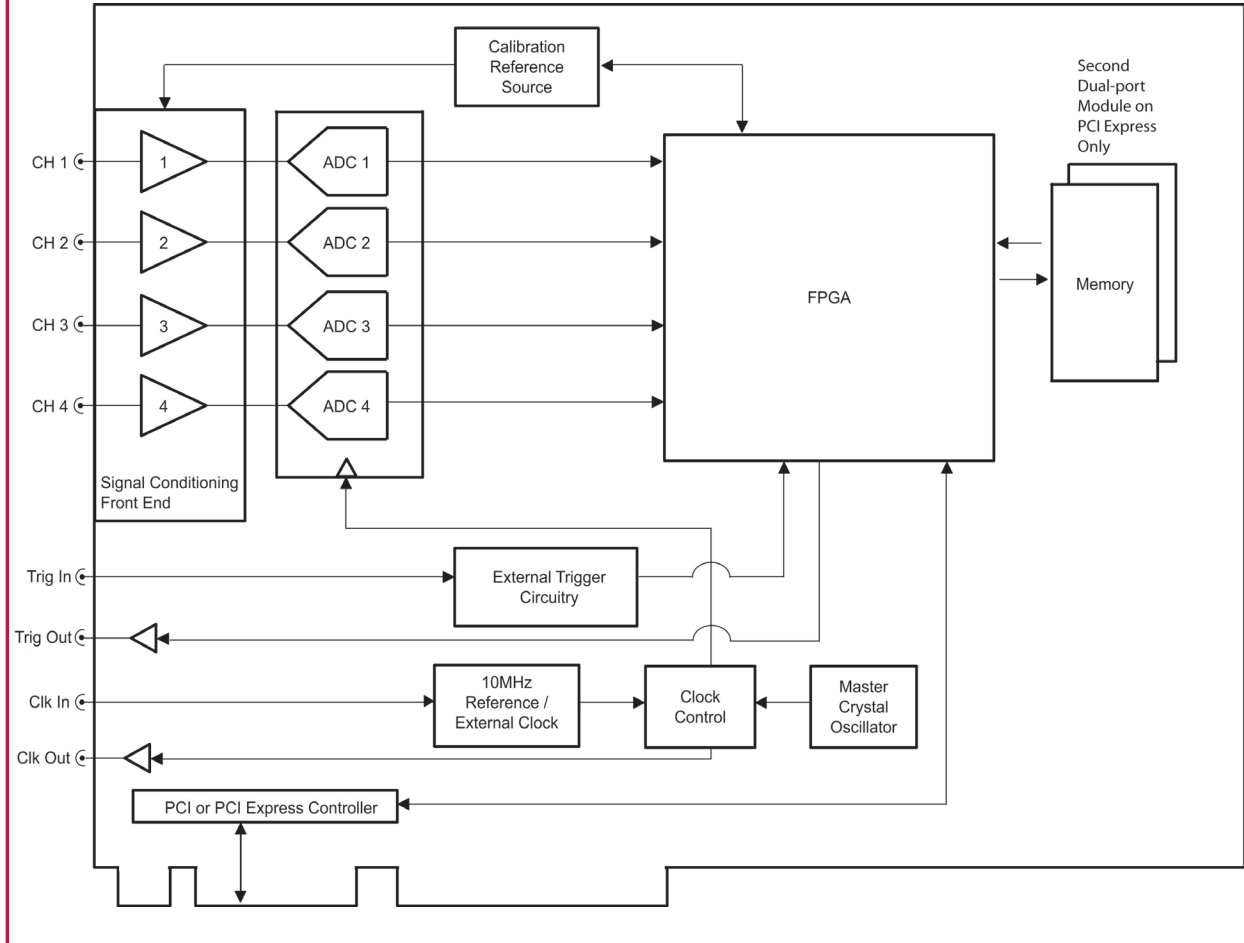 Calibration
Reference
Source
Second
Dual-port
Module on
PCI Express
Only
CH 1
1
ADC 1
CH 2
2
ADC 2
FPGA
Memory
CH 3
3
ADC 3
CH 4
4
ADC 4
Signal Conditioning
Front End
Trig In
External Trigger
Circuitry
Trig Out
Clk In
10MHz
Reference /
External Clock
Clock
Control
Master
Crystal
Oscillator
Clk Out
PCI or PCI Express Controller